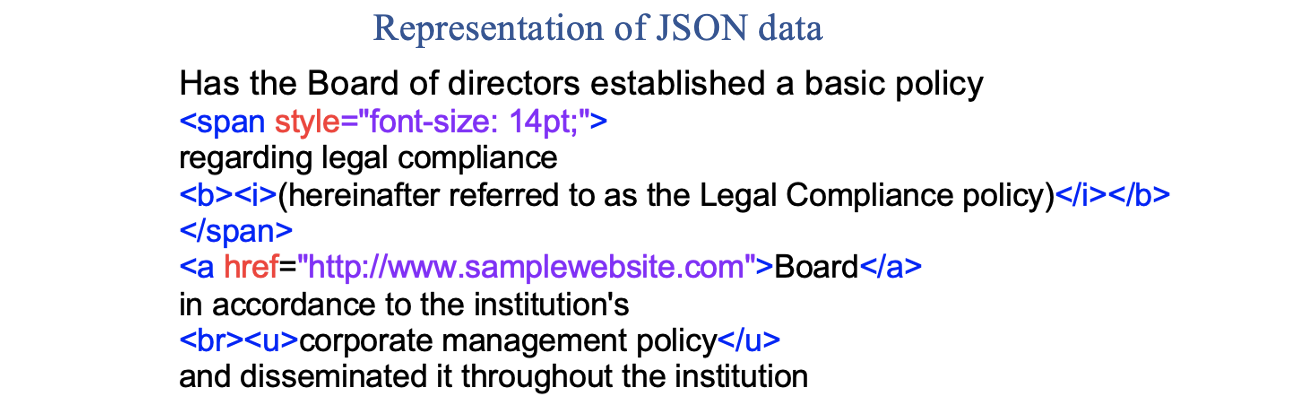 Representation of JSON data
Has the Board of directors established a basic policy
<span style="font-size: 14pt;">
regarding legal compliance
<b><i>(hereinafter referred to as the Legal Compliance policy)</i></b>
</span>
<a href="http://www.samplewebsite.com">Board</a>
in accordance to the institution's
<br><u>corporate management policy</u>
and disseminated it throughout the institution